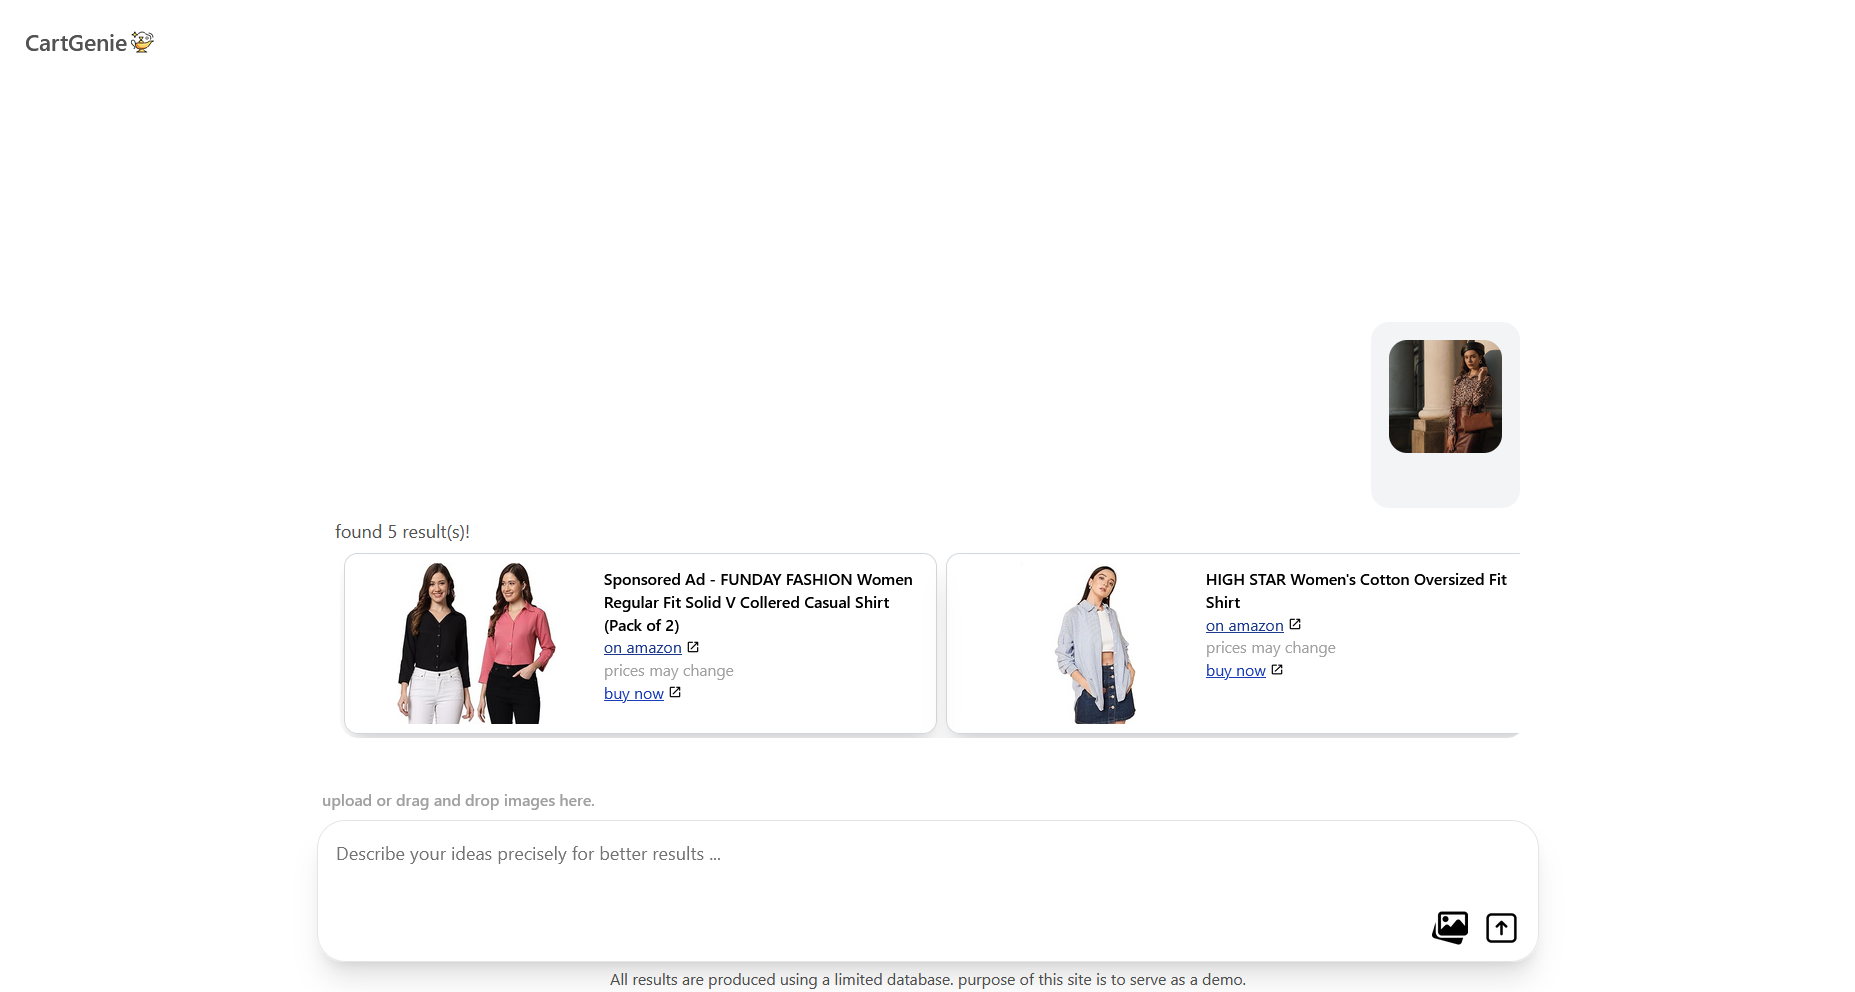 CartGenie
found 5 result(s)!
Sponsored Ad - FUNDAY FASHION Women
Regular Fit Solid V Collered Casual Shirt
(Pack of 2)
on amazon
prices may change
buy now
HIGH STAR Women's Cotton Oversized Fit
Shirt
on amazon
prices may change
buy now
upload or drag and drop images here.
Describe your ideas precisely for better results ...
All results are produced using a limited database. purpose of this site is to serve as a demo.